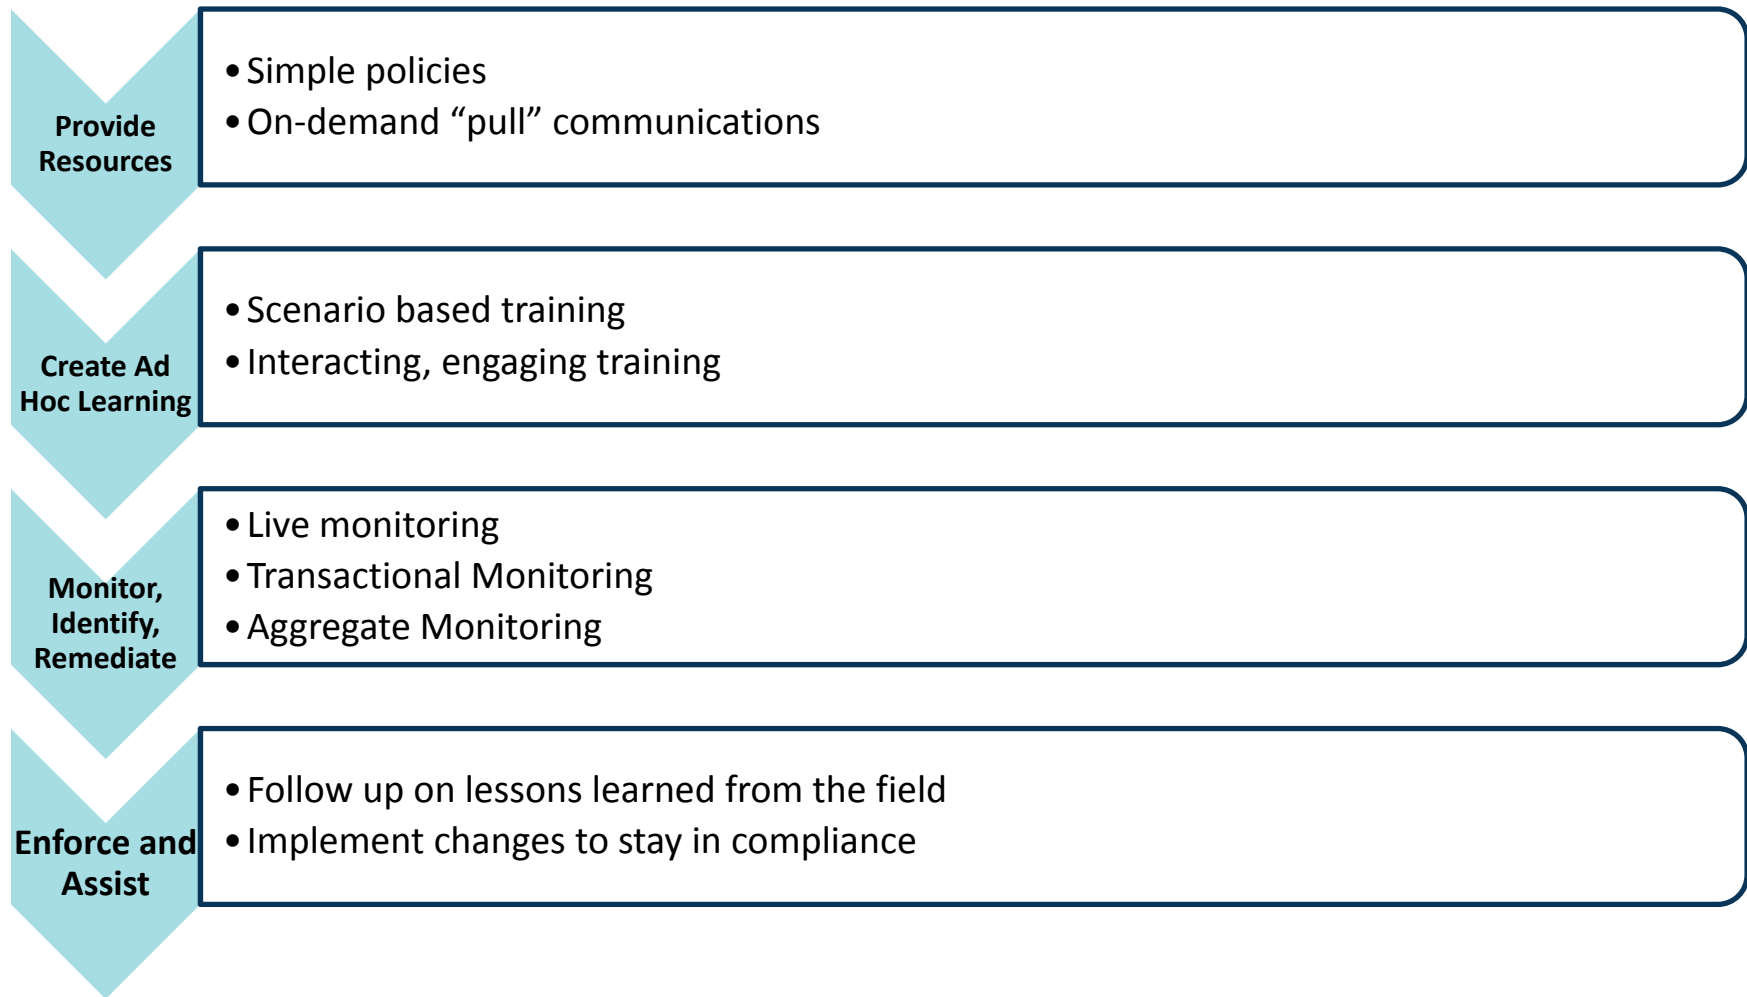 Provide
Resources
• Simple policies
• On-demand “pull” communications
Create Ad
Hoc Learning
• Scenario based training
• Interacting, engaging training
Monitor,
Identify,
Remediate
• Live monitoring
• Transactional Monitoring
• Aggregate Monitoring
Enforce and
Assist
• Follow up on lessons learned from the field
• Implement changes to stay in compliance